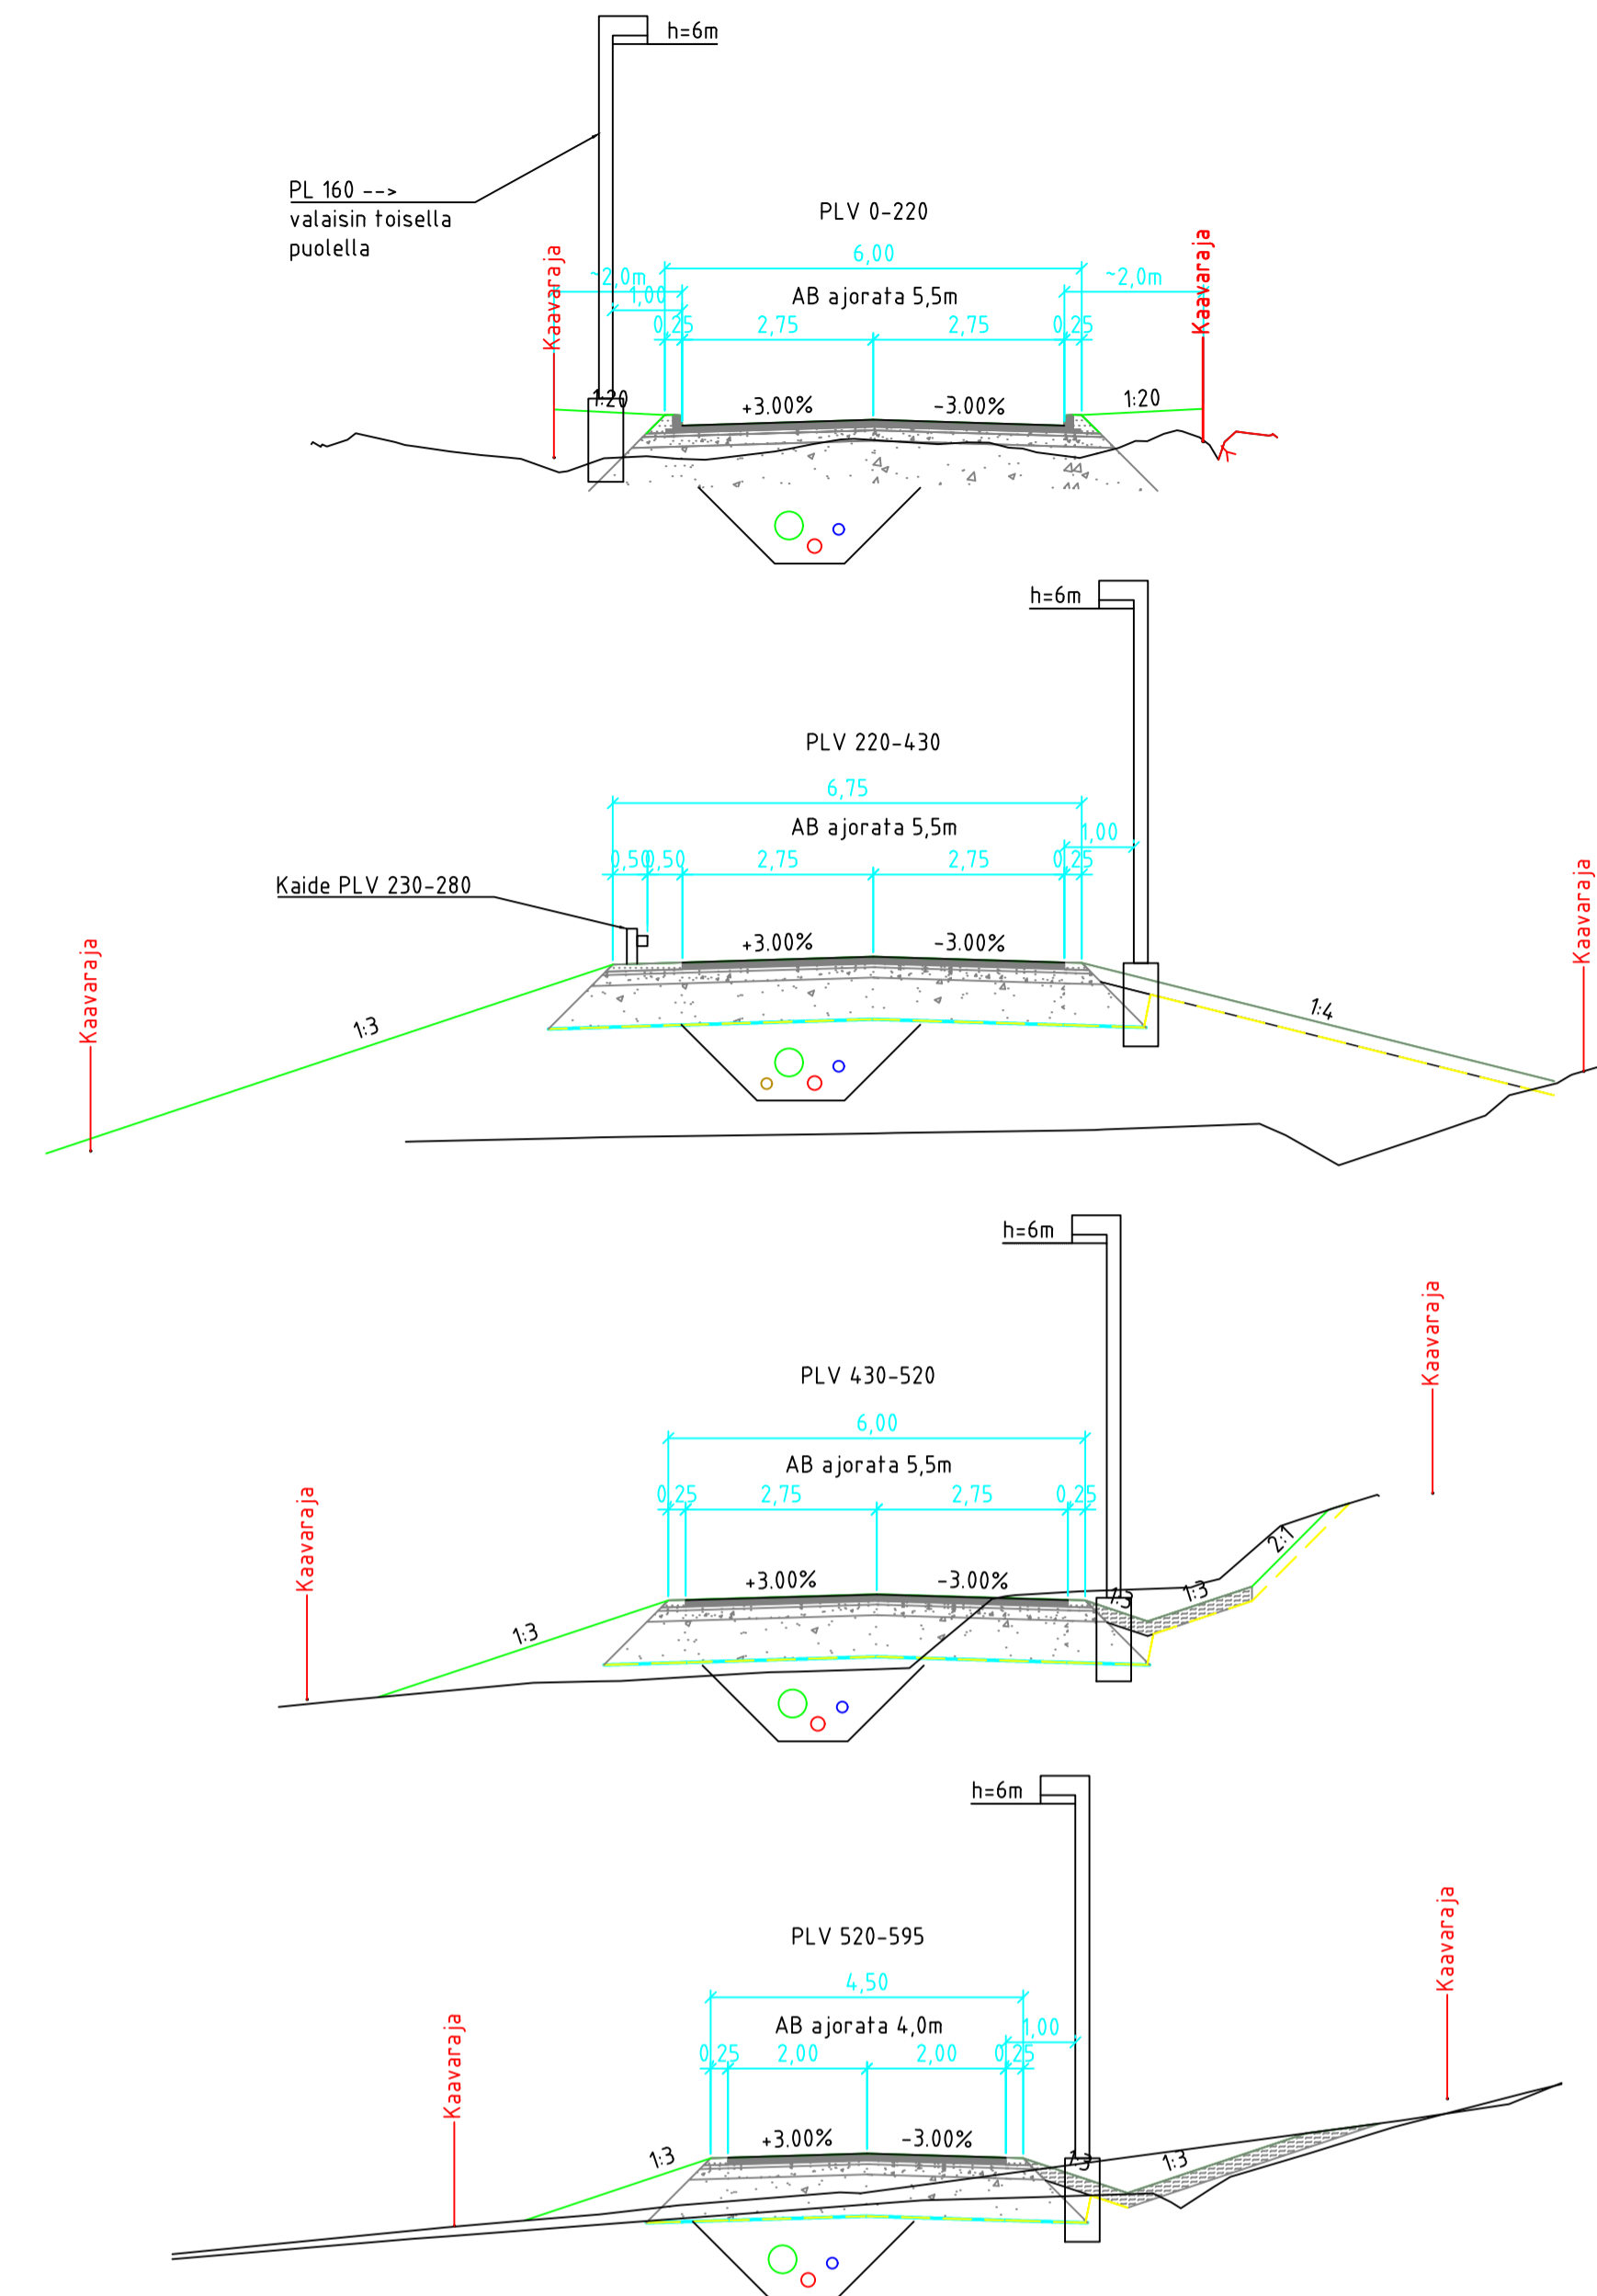 h=6m
PL 160 -->
valaisin toisella
puolella
PLV 0-220
6,00
Kaavaraja
Kaavaraja
~2,0m
~2,0m
1,00
AB ajorata 5,5m
0,25
2,75
2,75
0,25
1:20
+3.00%
-3.00%
1:20
h=6m
PLV 220-430
6,75
AB ajorata 5,5m
1,00
0,50
0,50
2,75
2,75
0,25
Kaide PLV 230-280
Kaavaraja
Kaavaraja
+3.00%
-3.00%
1:3
1:4
h=6m
Kaavaraja
PLV 430-520
6,00
AB ajorata 5,5m
0,25
2,75
2,75
0,25
Kaavaraja
2:1
+3.00%
-3.00%
1:3
1:3
1:3
h=6m
Kaavaraja
PLV 520-595
4,50
AB ajorata 4,0m
1,00
0,25
2,00
2,00
0,25
Kaavaraja
+3.00%
-3.00%
1:3
1:3
1:3